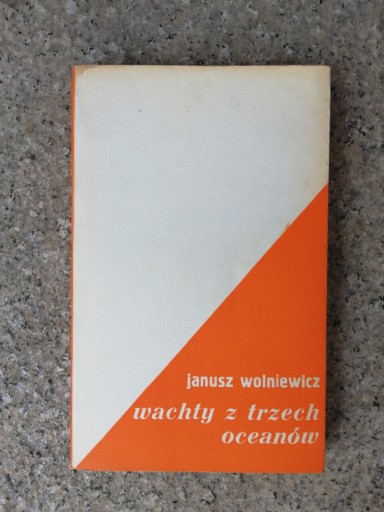 janusz wolniewicz
wachty z trzech
oceanów